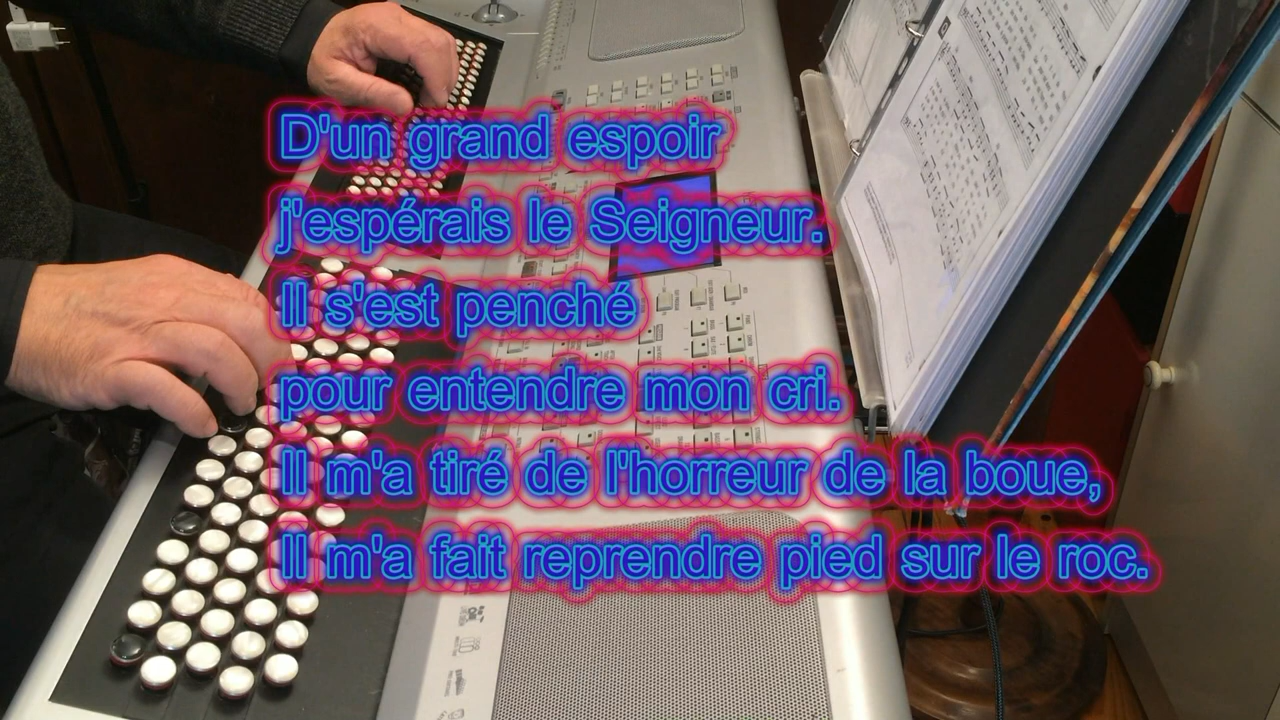 D'un grand espoir
j'espérais le Seigneur.
Il s'est penché
pour entendre mon cri.
Il m'a tiré de l'horreur de la boue,
Il m'a fait reprendre pied sur le roc.